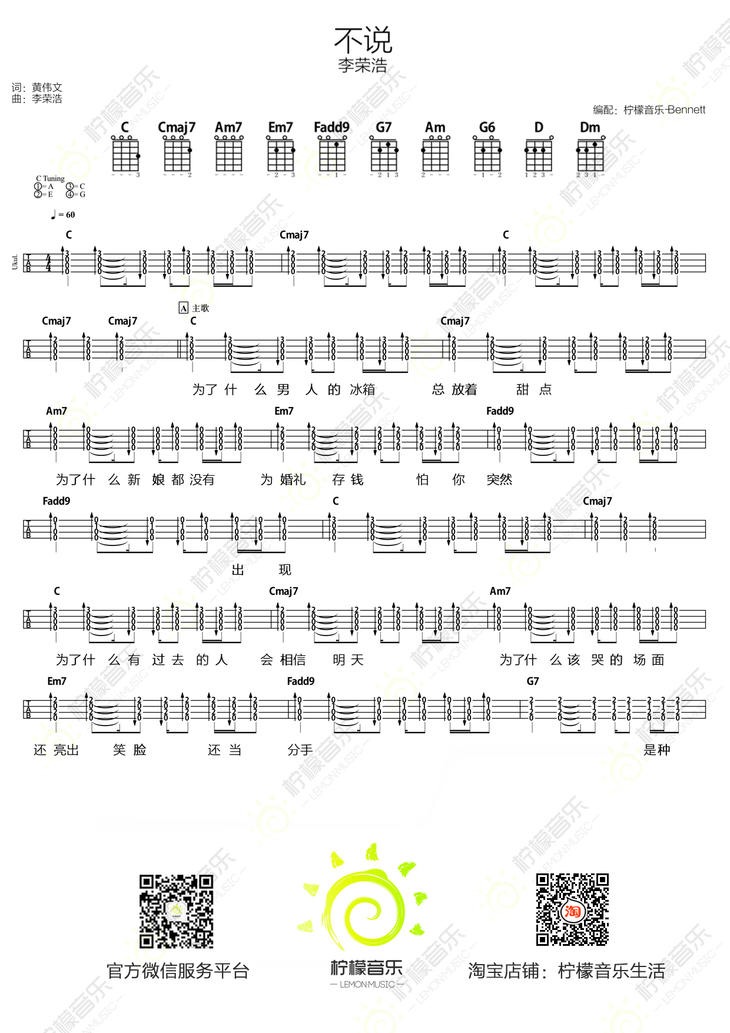 不说
李荣浩
词：黄伟文
曲：李荣浩
编配：柠檬音乐-Bennett
C Cmaj7 Am7 Em7 Fadd9 G7 Am G6 D Dm
C Tuning
①=A ③=C
②=E ④=G
♩= 60
C Cmaj7 C
Ukul.
TAB 4/4
Cmaj7 Cmaj7 A 主歌 C Cmaj7
为了 什 么 男 人 的 冰箱 总 放着 甜 点
Am7 Em7 Fadd9
为了什 么 新 娘 都 没有 为 婚礼 存 钱 怕 你 突然
Fadd9 C Cmaj7
出 现
C Cmaj7 Am7
为了 什 么 有 过 去 的 人 会 相信 明 天 为了 什 么 该 哭 的 场 面
Em7 Fadd9 G7
还 亮出 笑 脸 还 当 分手 是种
官方微信服务平台
柠檬音乐
— LEMON MUSIC —
淘
淘宝店铺：柠檬音乐生活